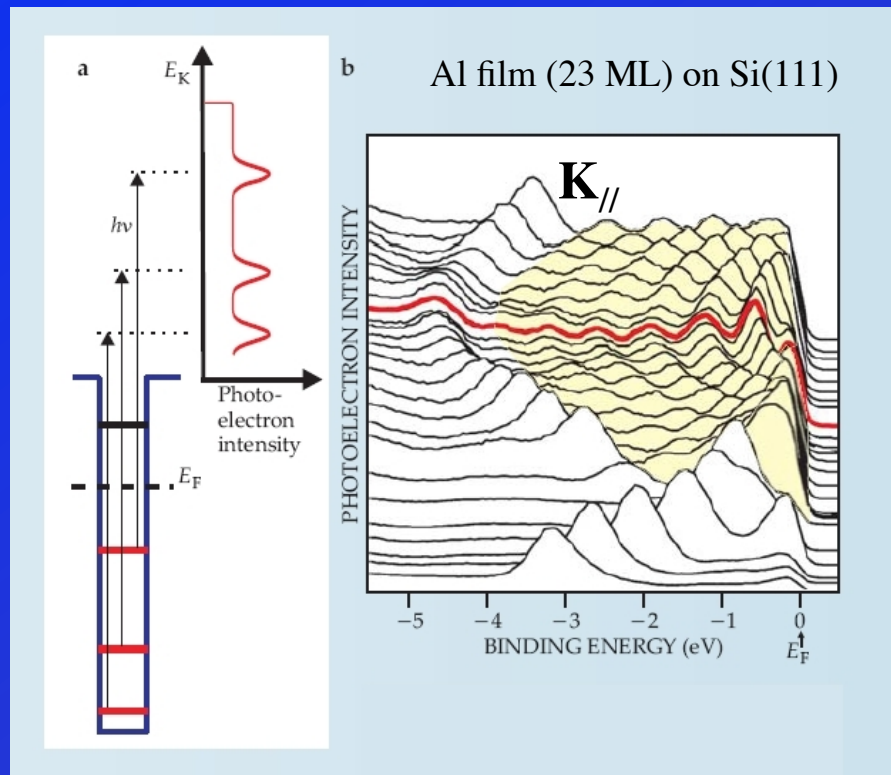 a
E_K
hν
Photo-
electron
intensity
E_F
b
Al film (23 ML) on Si(111)
K_//
PHOTOELECTRON INTENSITY
−5 −4 −3 −2 −1 0
BINDING ENERGY (eV)
E_F